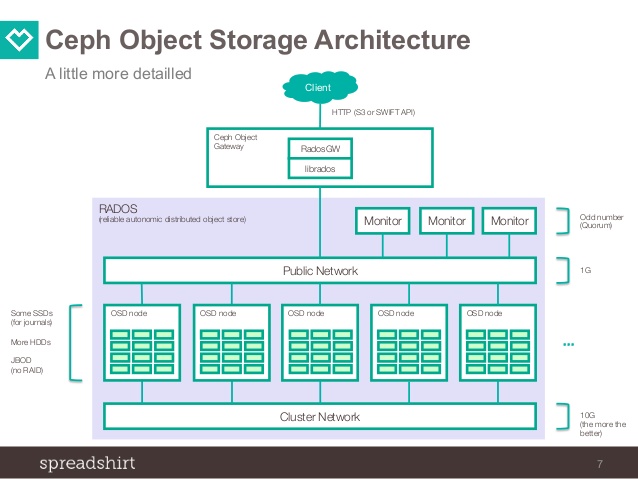 Ceph Object Storage Architecture
A little more detailled
Client
HTTP (S3 or SWIFT API)
Ceph Object
Gateway
RadosGW
librados
RADOS
(reliable autonomic distributed object store)
Monitor
Monitor
Monitor
Odd number
(Quorum)
Public Network
1G
Some SSDs
(for journals)
More HDDs
JBOD
(no RAID)
OSD node
OSD node
OSD node
OSD node
OSD node
...
Cluster Network
10G
(the more the
better)
spreadshirt
7